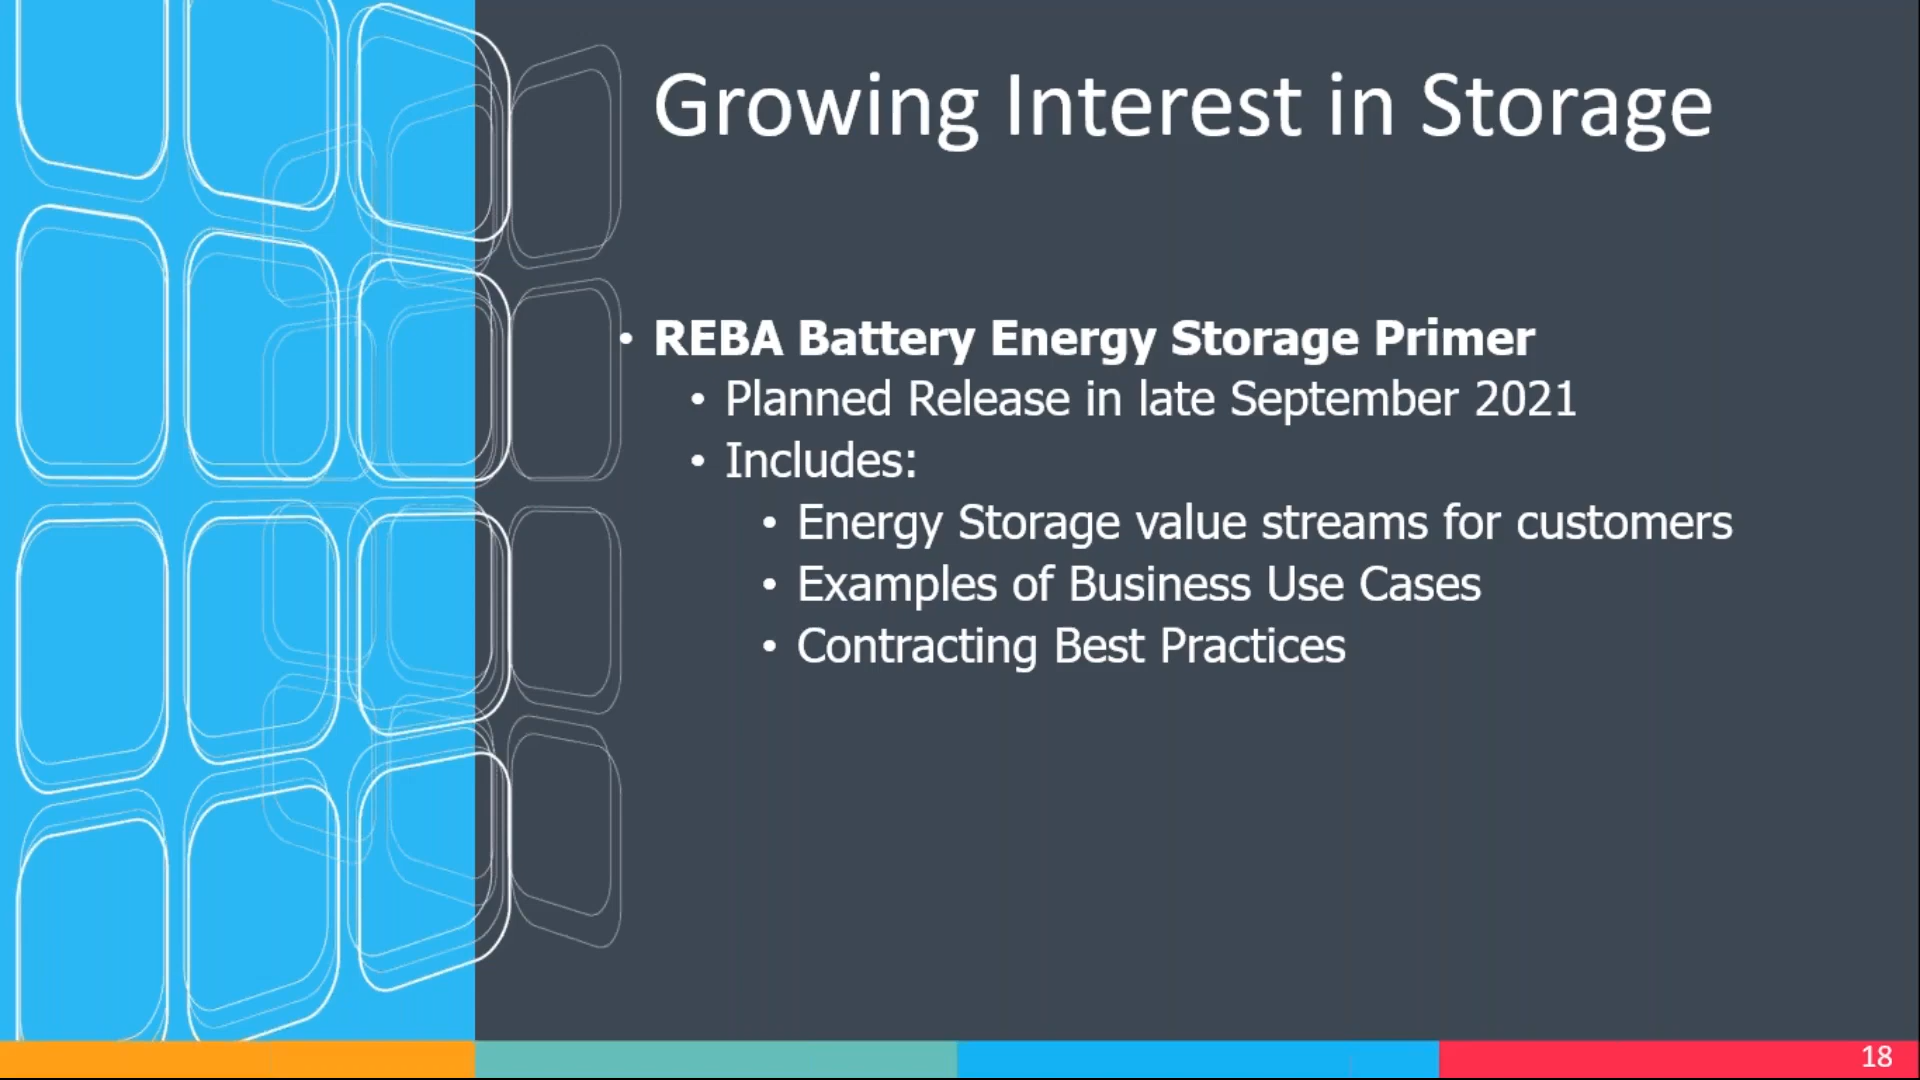 Growing Interest in Storage
• REBA Battery Energy Storage Primer
• Planned Release in late September 2021
• Includes:
• Energy Storage value streams for customers
• Examples of Business Use Cases
• Contracting Best Practices
18